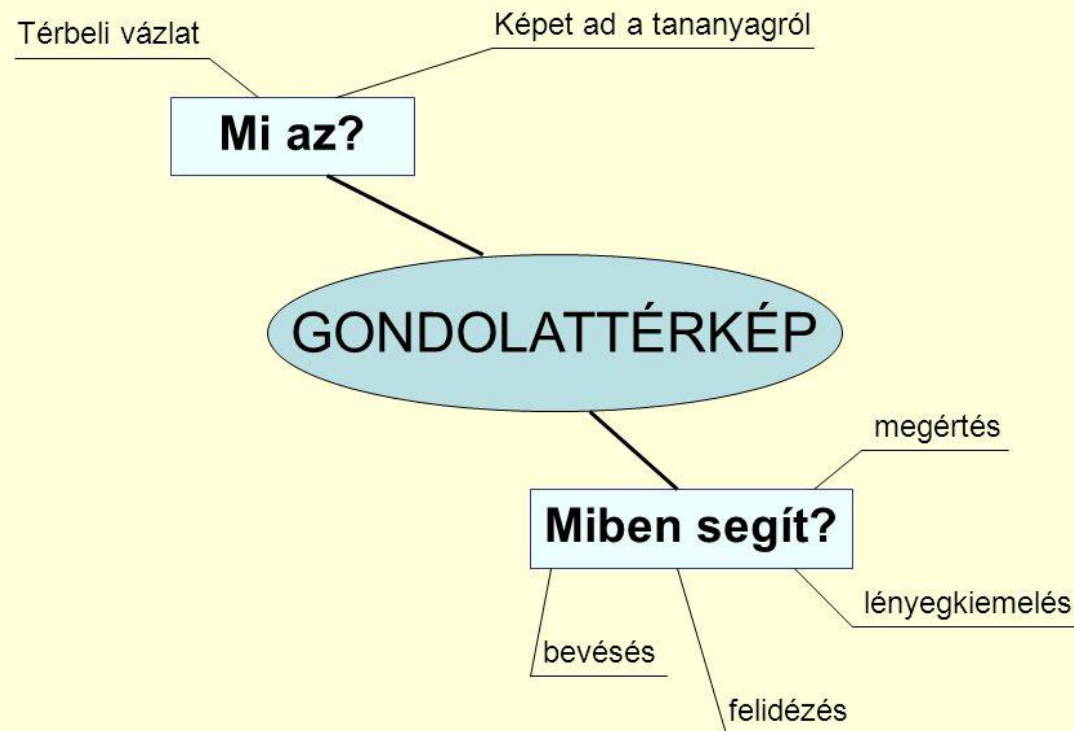 Térbeli vázlat
Képet ad a tananyagról
Mi az?
GONDOLATTÉRKÉP
megértés
Miben segít?
lényegkiemelés
bevésés
felidézés